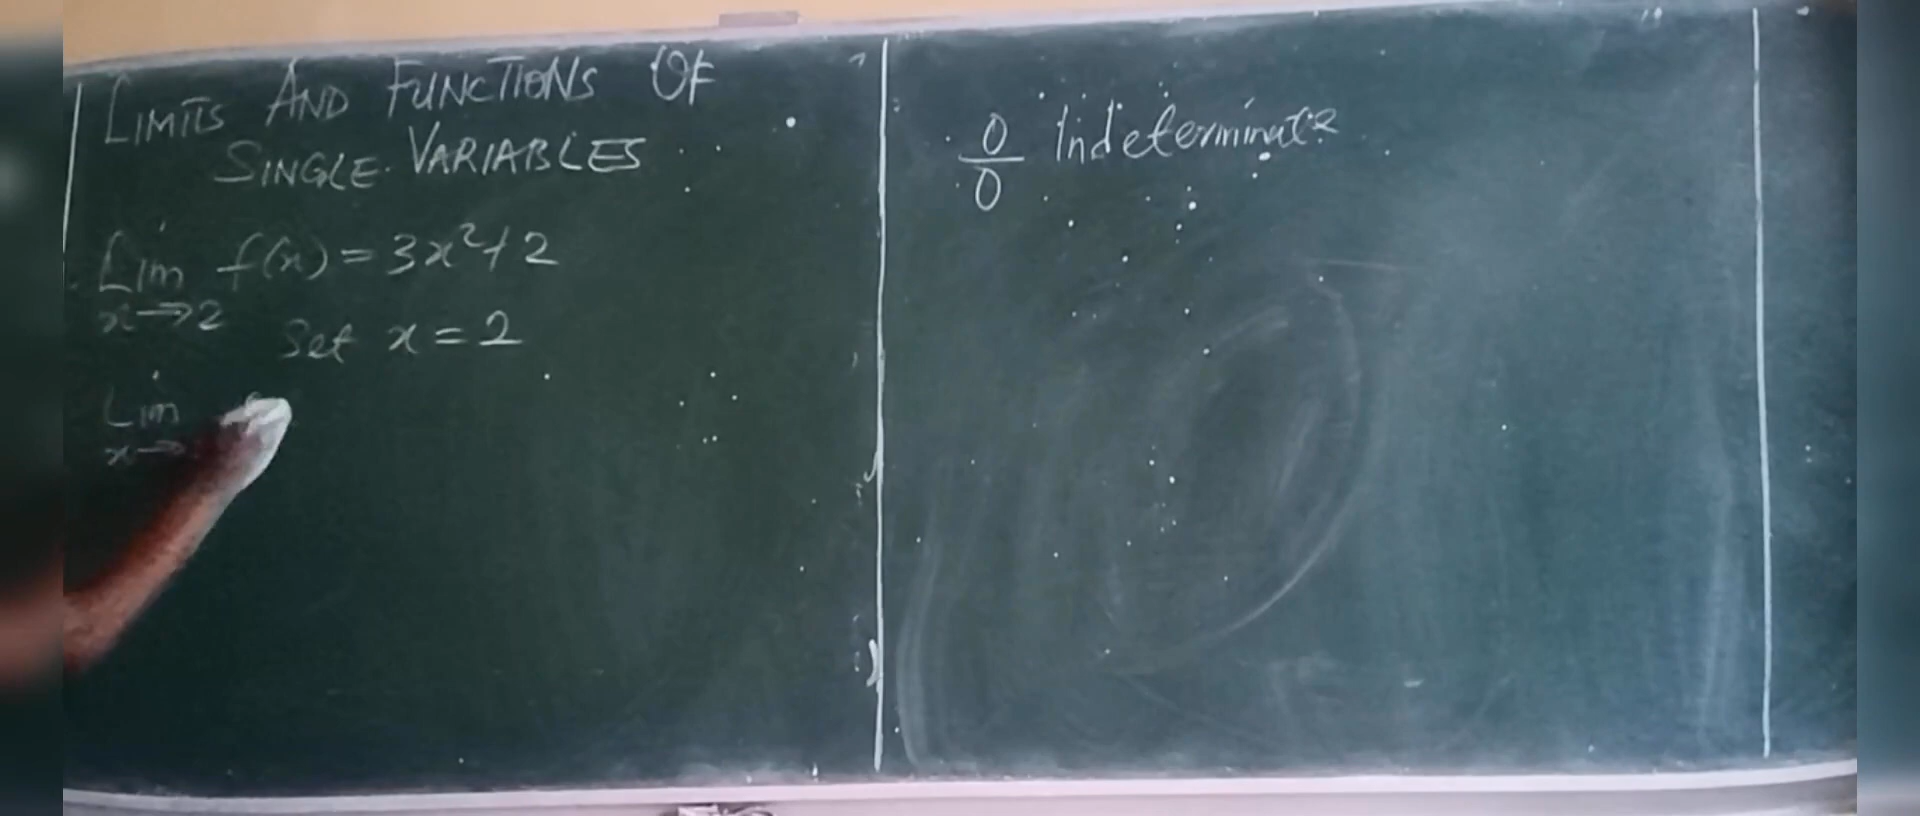 LIMITS AND FUNCTIONS OF
SINGLE VARIABLES
Lim f(x) = 3x²+2
x→2
Set x = 2
Lim
x→
0/0 Indeterminate